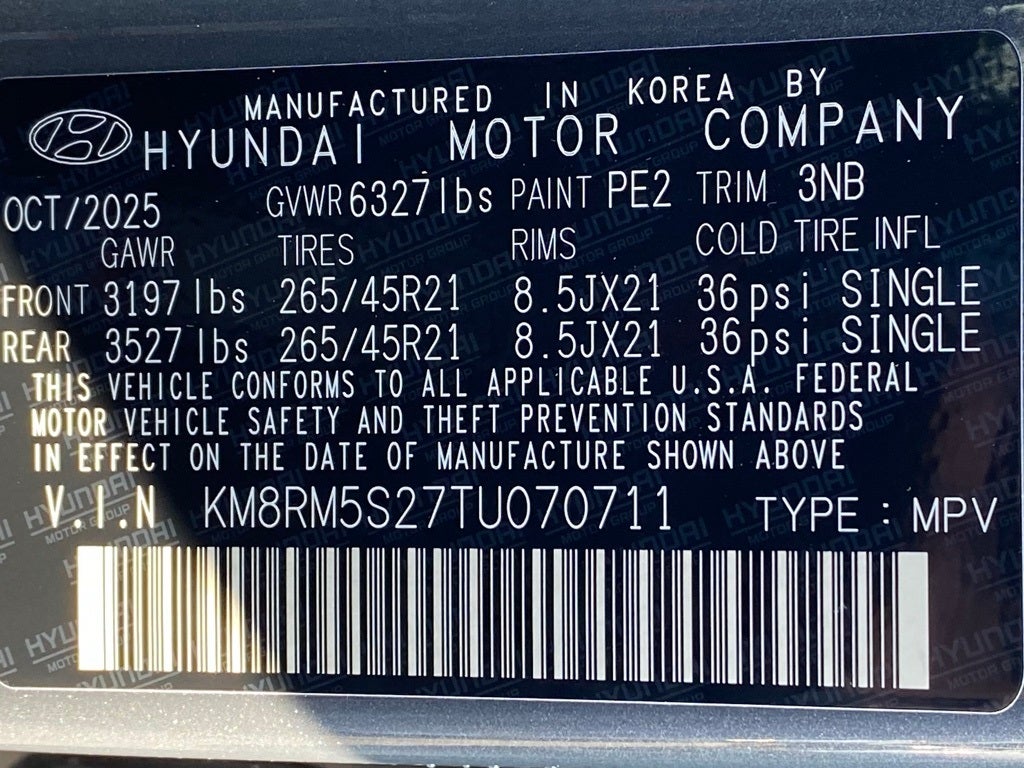 MANUFACTURED IN KOREA BY
HYUNDAI MOTOR COMPANY
OCT/2025 GVWR 6327lbs PAINT PE2 TRIM 3NB
GAWR TIRES RIMS COLD TIRE INFL
FRONT 3197lbs 265/45R21 8.5JX21 36psi SINGLE
REAR 3527lbs 265/45R21 8.5JX21 36psi SINGLE
THIS VEHICLE CONFORMS TO ALL APPLICABLE U.S.A. FEDERAL
MOTOR VEHICLE SAFETY AND THEFT PREVENTION STANDARDS
IN EFFECT ON THE DATE OF MANUFACTURE SHOWN ABOVE
V.I.N KM8RM5S27TU070711 TYPE : MPV